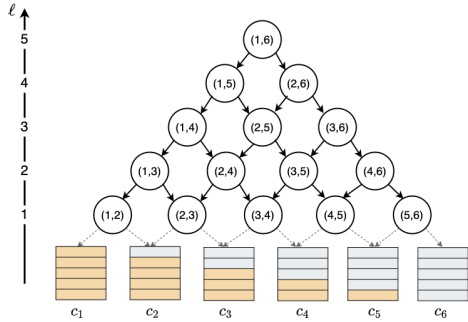 ℓ
5 (1,6)
4 (1,5) (2,6)
3 (1,4) (2,5) (3,6)
2 (1,3) (2,4) (3,5) (4,6)
1 (1,2) (2,3) (3,4) (4,5) (5,6)
c₁ c₂ c₃ c₄ c₅ c₆